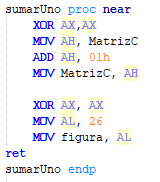 sumarUno proc near
XOR AX,AX
MOV AH, MatrizC
ADD AH, 01h
MOV MatrizC, AH
XOR AX, AX
MOV AL, 26
MOV figura, AL
ret
sumarUno endp